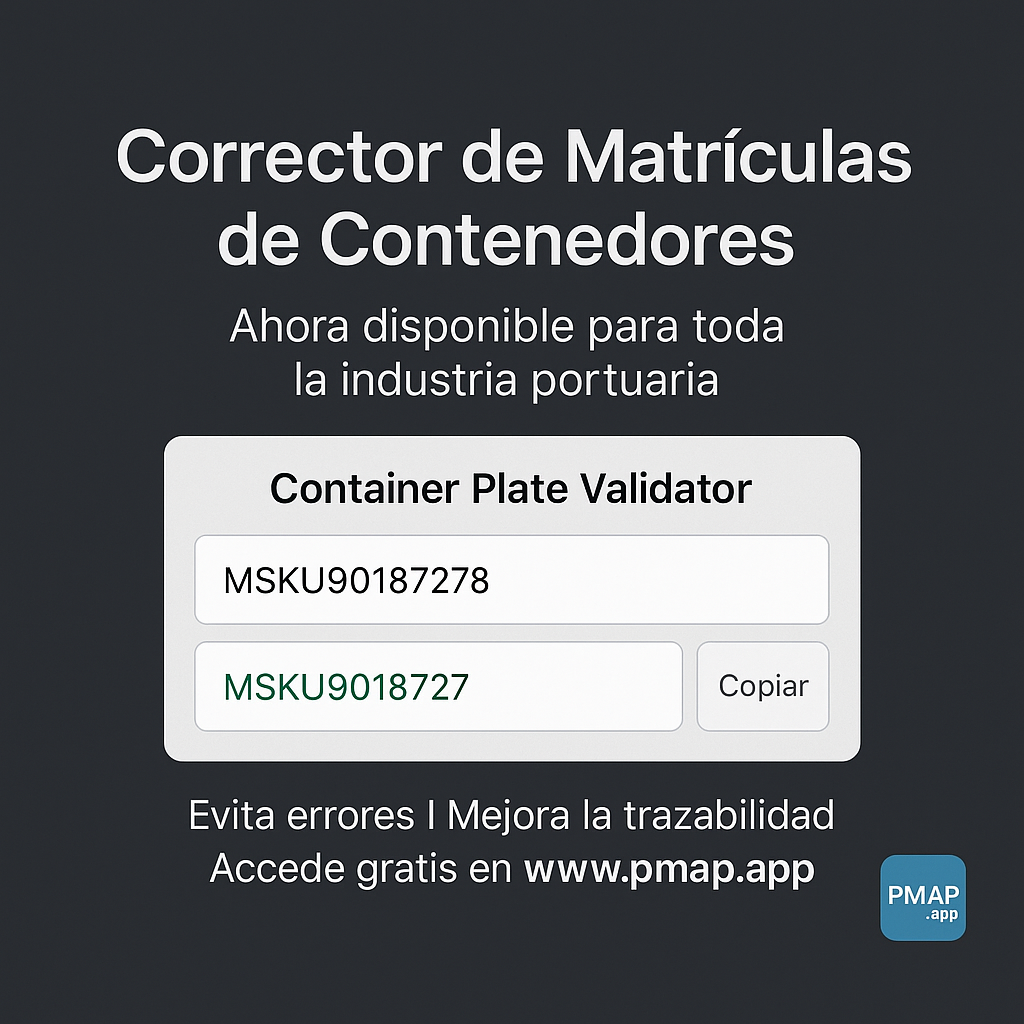 Corrector de Matrículas
de Contenedores
Ahora disponible para toda
la industria portuaria
Container Plate Validator
MSKU90187278
MSKU9018727
Copiar
Evita errores I Mejora la trazabilidad
Accede gratis en www.pmap.app
PMAP
.app